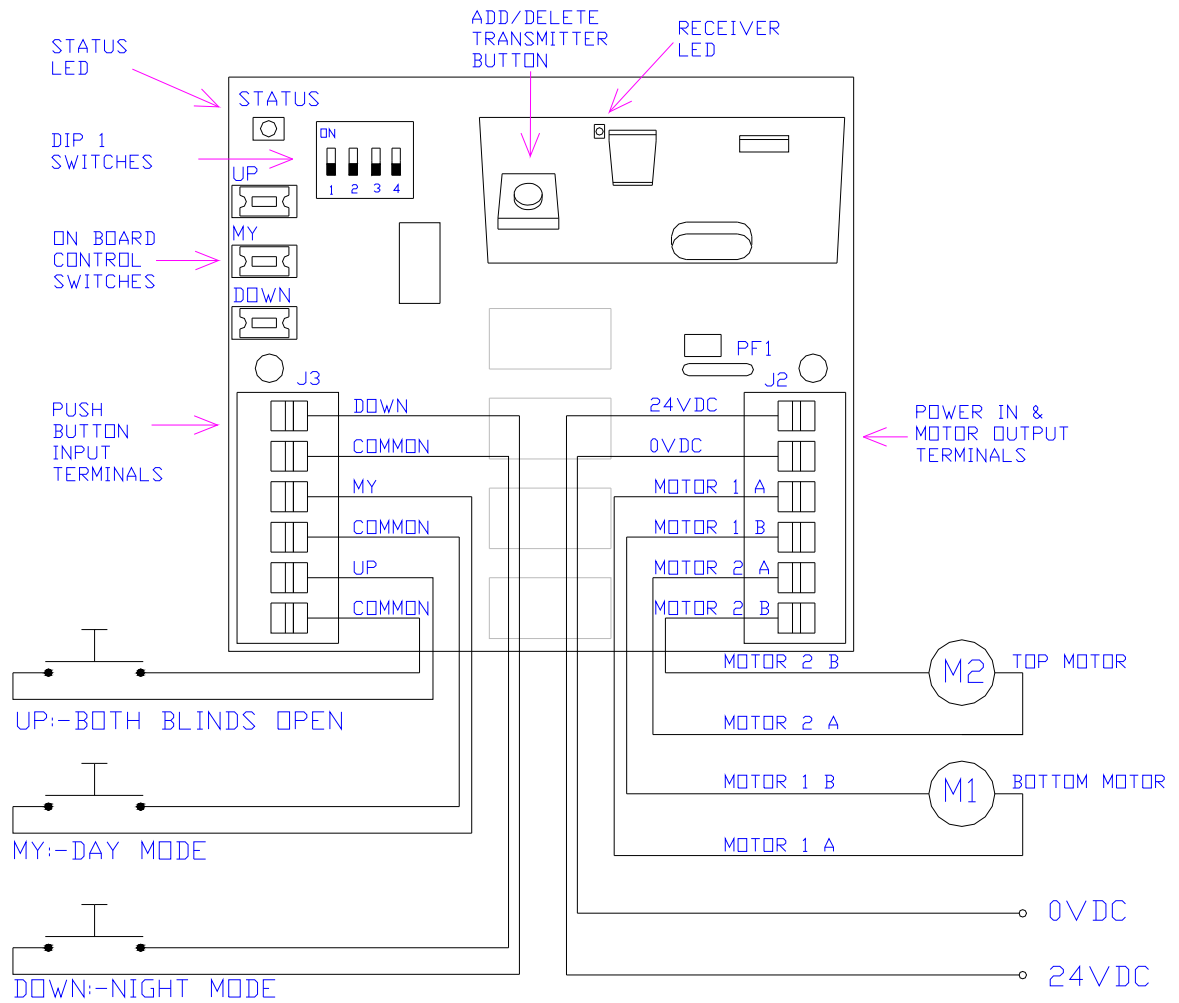 ADD/DELETE
TRANSMITTER
BUTTON
RECEIVER
LED
STATUS
LED
STATUS
DIP 1
SWITCHES
ON
1 2 3 4
UP
MY
DOWN
ON BOARD
CONTROL
SWITCHES
PF1
J3
J2
PUSH
BUTTON
INPUT
TERMINALS
DOWN
COMMON
MY
COMMON
UP
COMMON
24VDC
0VDC
MOTOR 1 A
MOTOR 1 B
MOTOR 2 A
MOTOR 2 B
POWER IN &
MOTOR OUTPUT
TERMINALS
UP:-BOTH BLINDS OPEN
MY:-DAY MODE
DOWN:-NIGHT MODE
MOTOR 2 B
M2
TOP MOTOR
MOTOR 2 A
MOTOR 1 B
M1
BOTTOM MOTOR
MOTOR 1 A
0VDC
24VDC